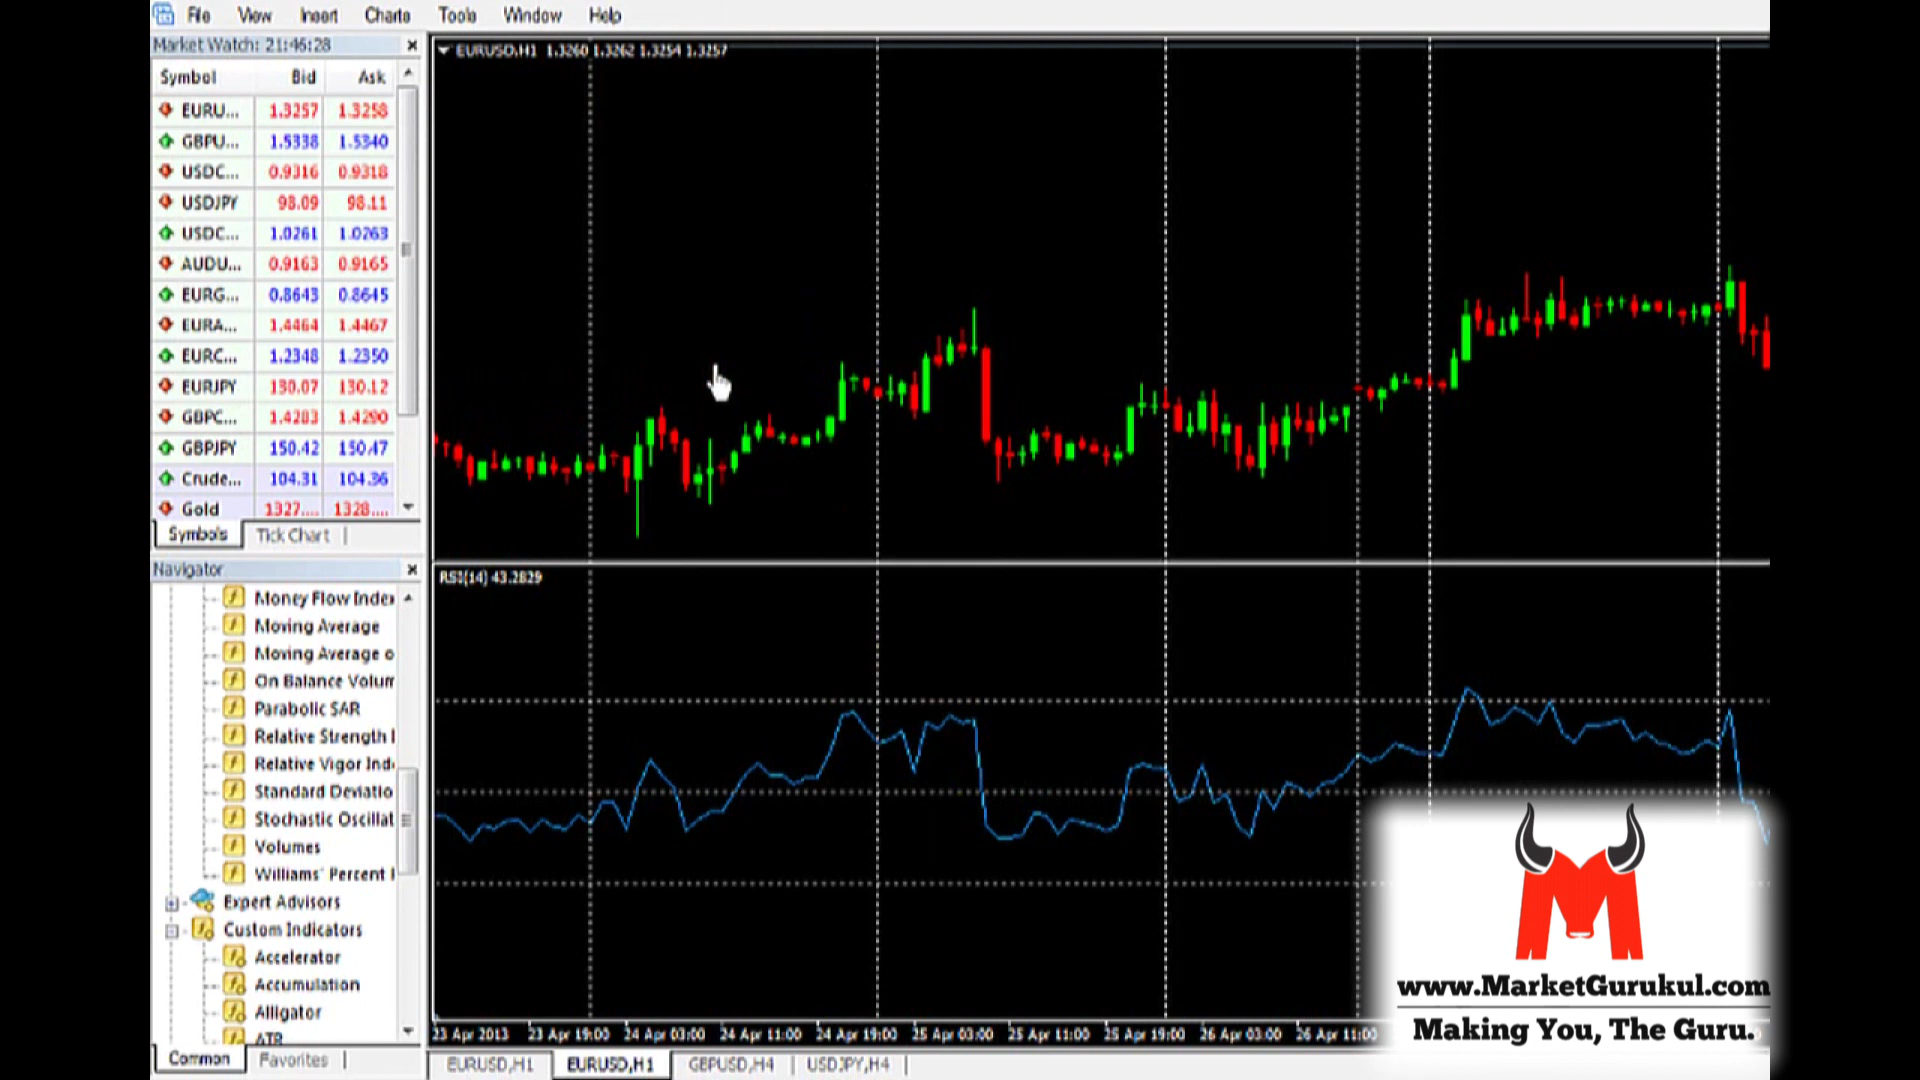 File View Insert Charts Tools Window Help
Market Watch: 21:46:28
Symbol Bid Ask
EURU... 1.3257 1.3258
GBPU... 1.5338 1.5340
USDC... 0.9316 0.9318
USDJPY 98.09 98.11
USDC... 1.0261 1.0263
AUDU... 0.9163 0.9165
EURG... 0.8643 0.8645
EURA... 1.4464 1.4467
EURC... 1.2348 1.2350
EURJPY 130.07 130.12
GBPC... 1.4283 1.4290
GBPJPY 150.42 150.47
Crude... 104.31 104.36
Gold 1327.... 1328....
Symbols Tick Chart
Navigator
Money Flow Index
Moving Average
Moving Average o
On Balance Volum
Parabolic SAR
Relative Strength I
Relative Vigor Inde
Standard Deviatio
Stochastic Oscillat
Volumes
Williams' Percent I
Expert Advisors
Custom Indicators
Accelerator
Accumulation
Alligator
ATR
Common Favorites
EURUSD,H1 1.3260 1.3262 1.3254 1.3257
RSI(14) 43.2829
23 Apr 2013 23 Apr 19:00 24 Apr 03:00 24 Apr 11:00 24 Apr 19:00 25 Apr 03:00 25 Apr 11:00 25 Apr 19:00 26 Apr 03:00 26 Apr 11:00
EURUSD,H1 EURUSD,H1 GBPUSD,H4 USDJPY,H4
www.MarketGurukul.com
Making You, The Guru.